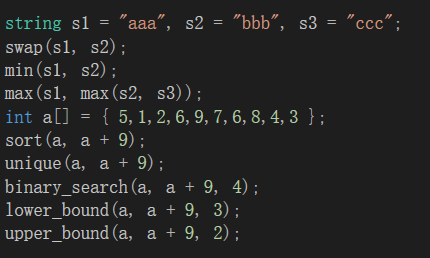 string s1 = "aaa", s2 = "bbb", s3 = "ccc";
swap(s1, s2);
min(s1, s2);
max(s1, max(s2, s3));
int a[] = { 5,1,2,6,9,7,6,8,4,3 };
sort(a, a + 9);
unique(a, a + 9);
binary_search(a, a + 9, 4);
lower_bound(a, a + 9, 3);
upper_bound(a, a + 9, 2);